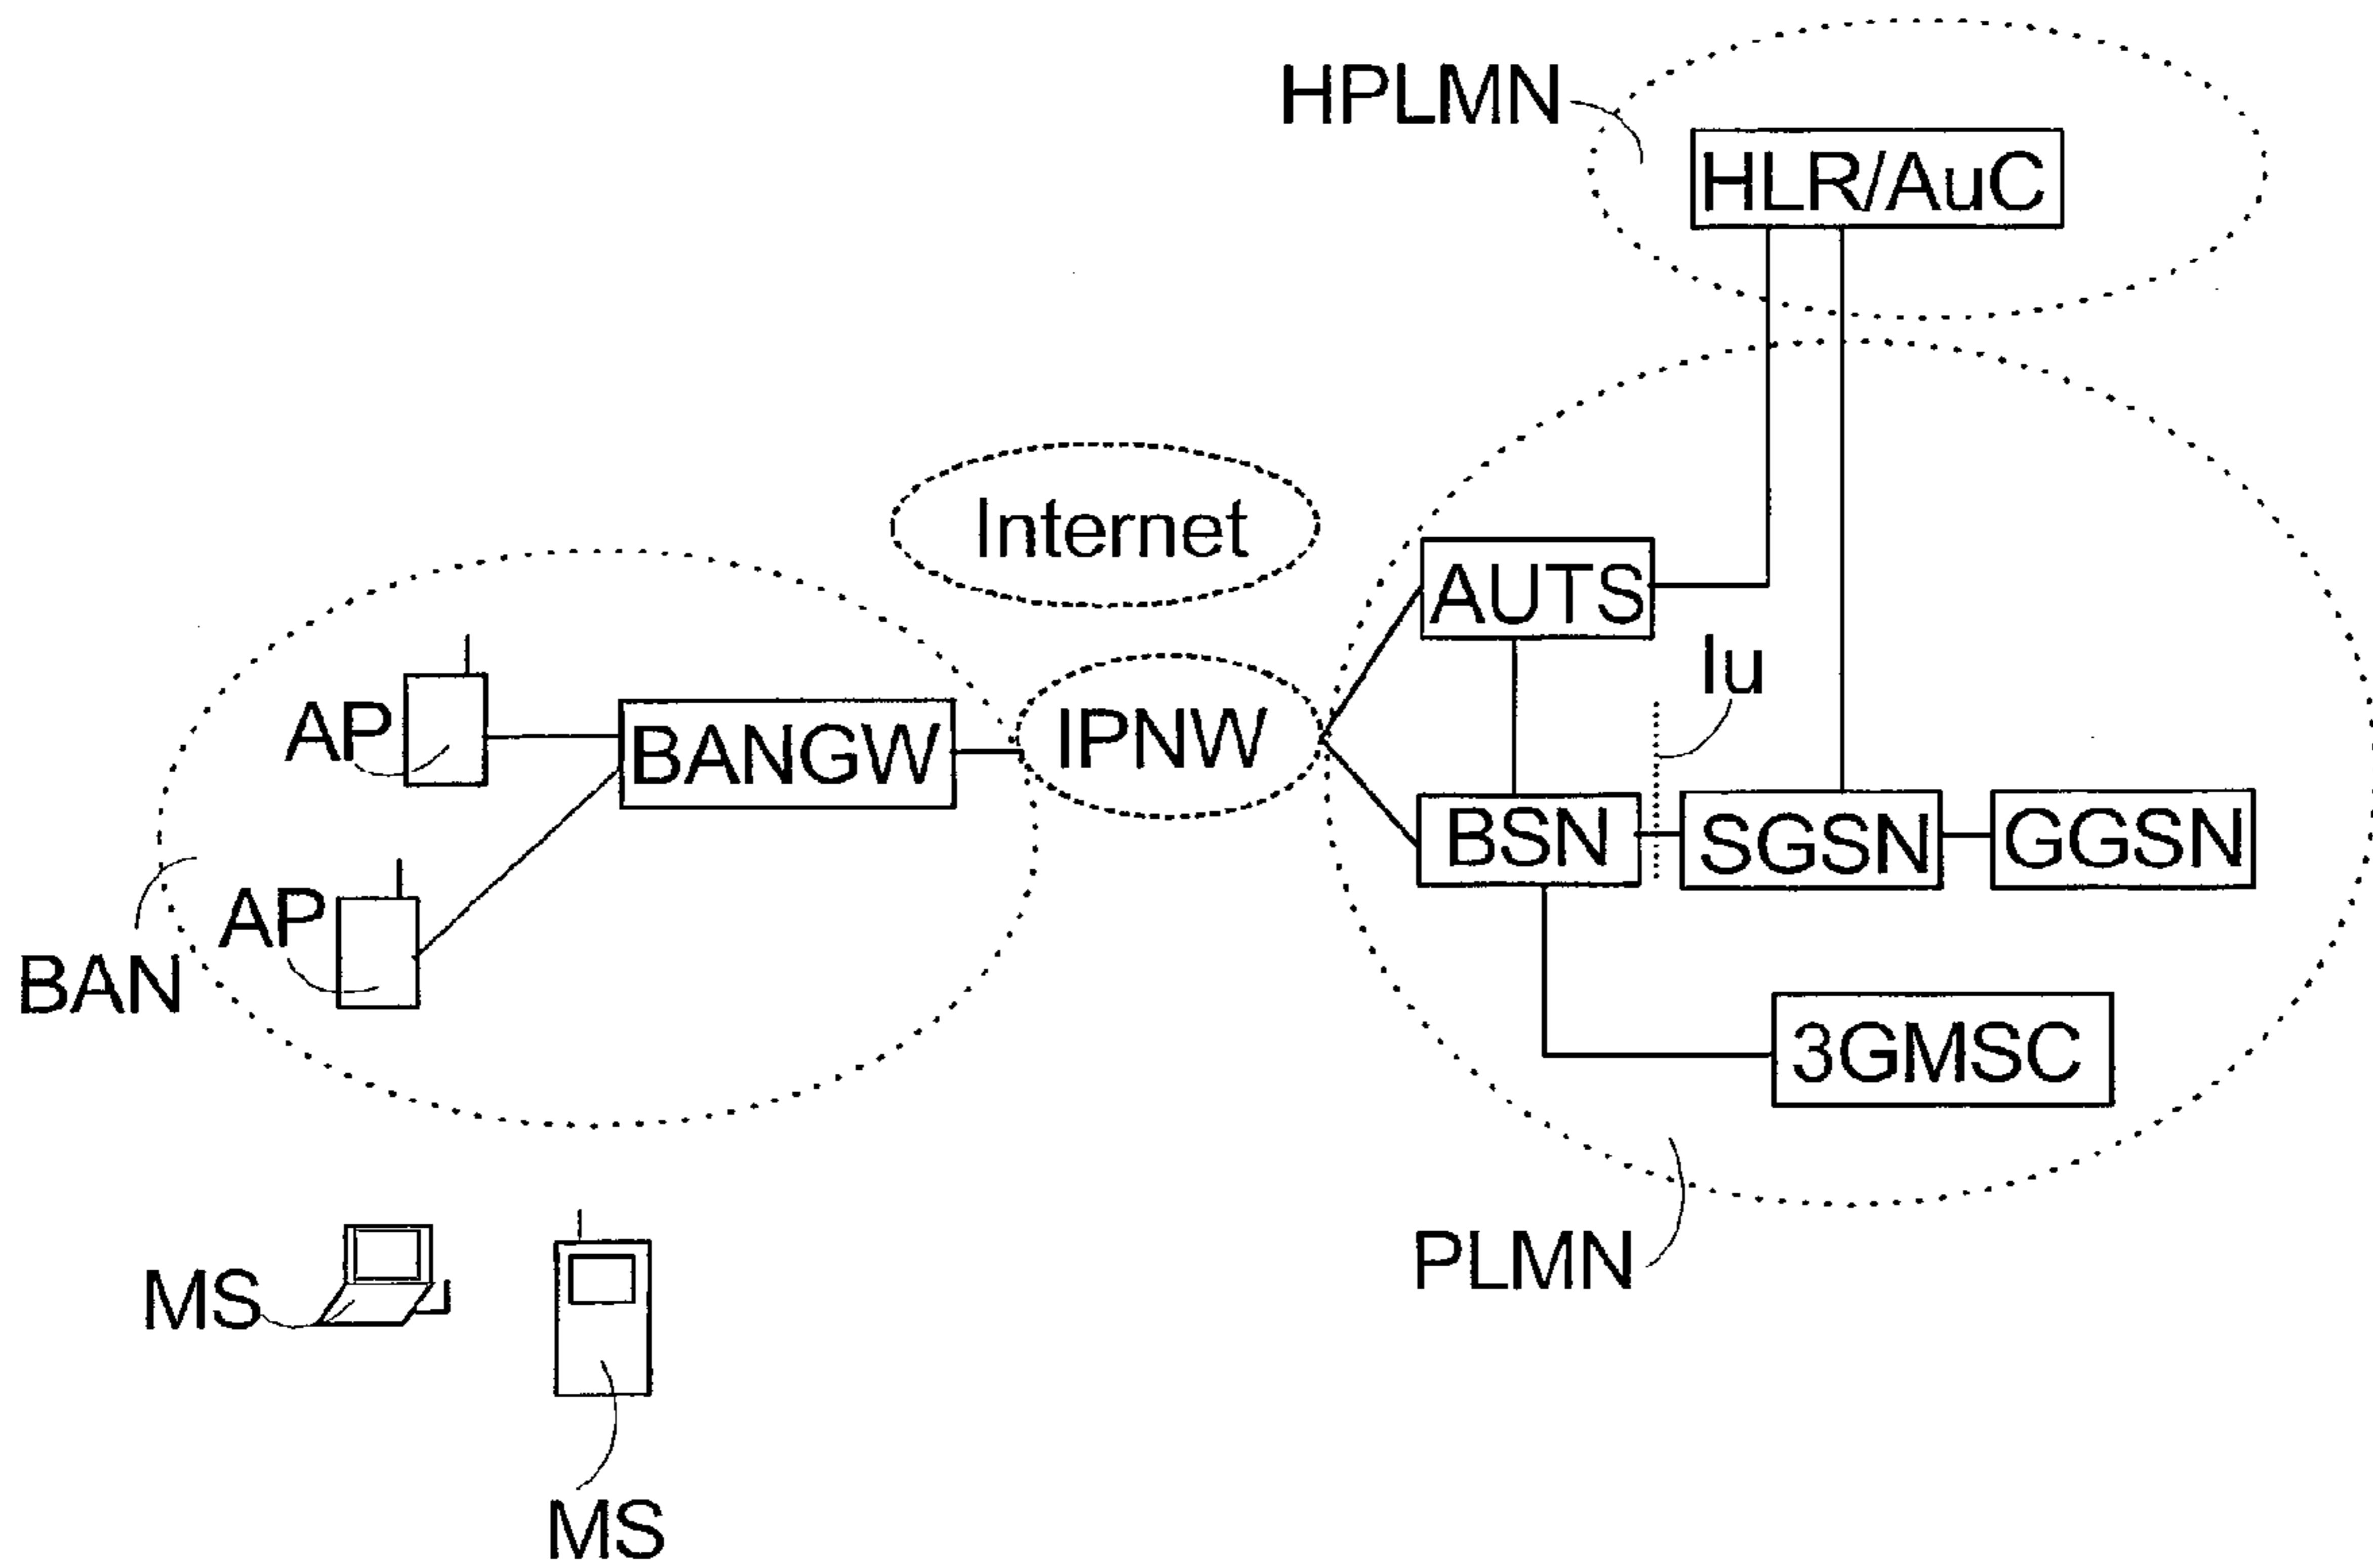 HPLMN
HLR/AuC
Internet
AUTS
Iu
AP
BANGW
IPNW
BSN
SGSN
GGSN
AP
BAN
3GMSC
PLMN
MS
MS